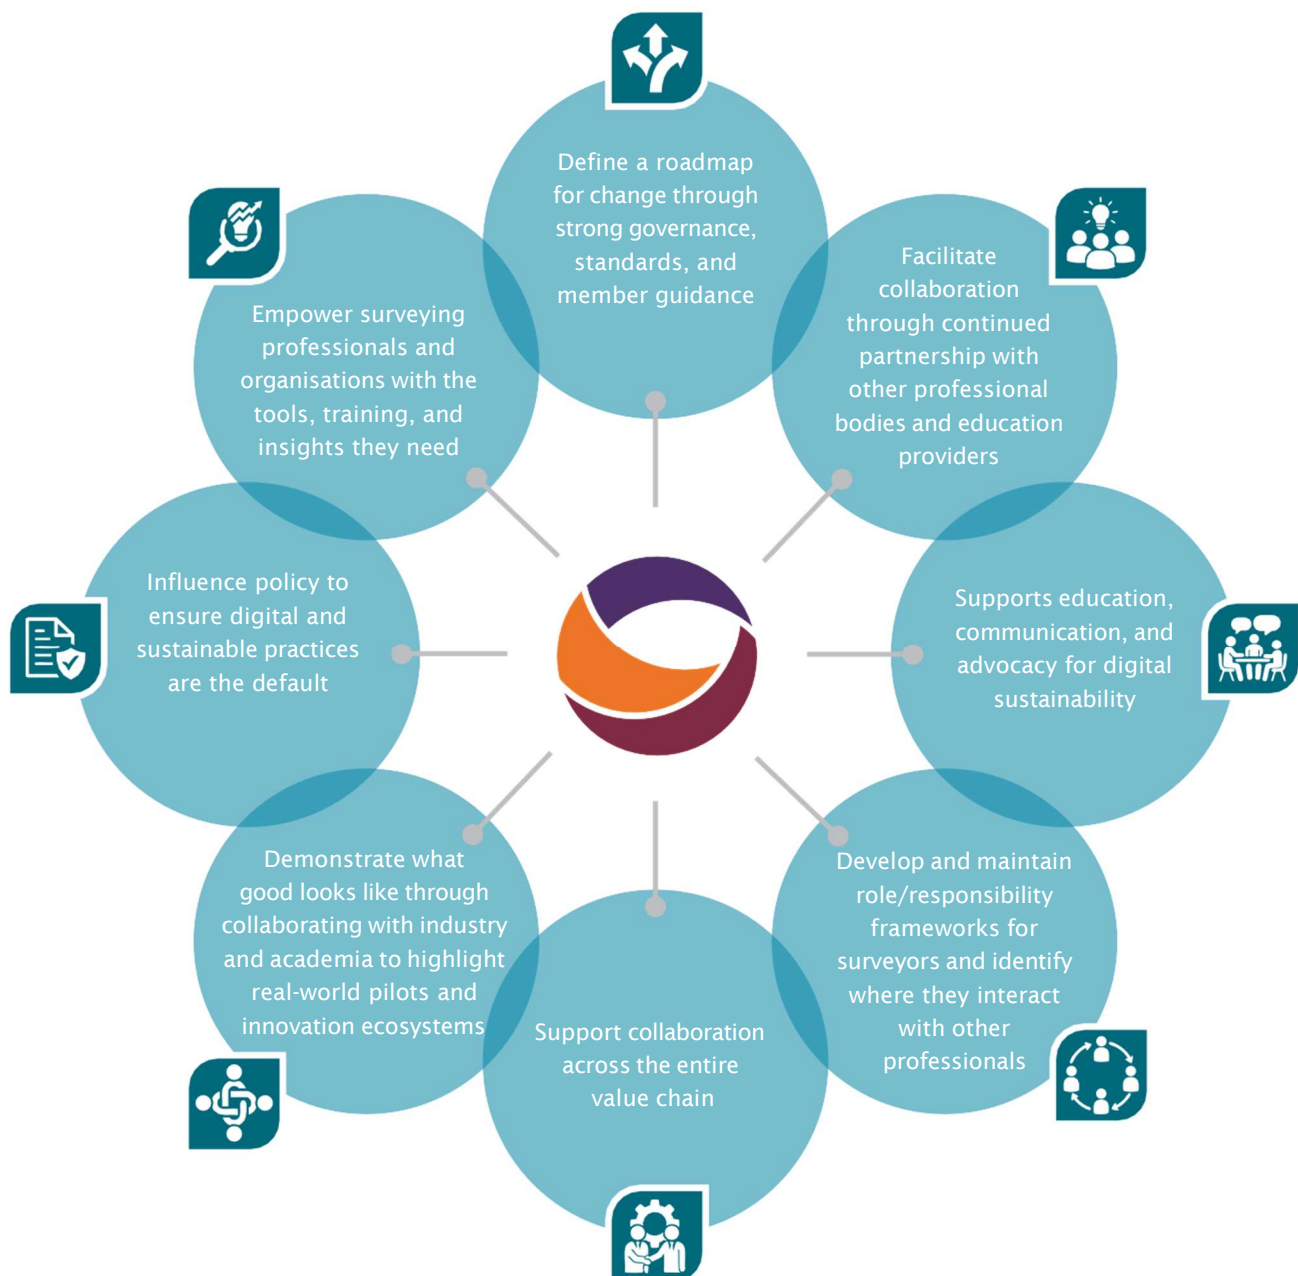 Define a roadmap
for change through
strong governance,
standards, and
member guidance
Facilitate
collaboration
through continued
partnership with
other professional
bodies and education
providers
Supports education,
communication, and
advocacy for digital
sustainability
Develop and maintain
role/responsibility
frameworks for
surveyors and identify
where they interact
with other
professionals
Support collaboration
across the entire
value chain
Demonstrate what
good looks like through
collaborating with industry
and academia to highlight
real-world pilots and
innovation ecosystems
Influence policy to
ensure digital and
sustainable practices
are the default
Empower surveying
professionals and
organisations with the
tools, training, and
insights they need